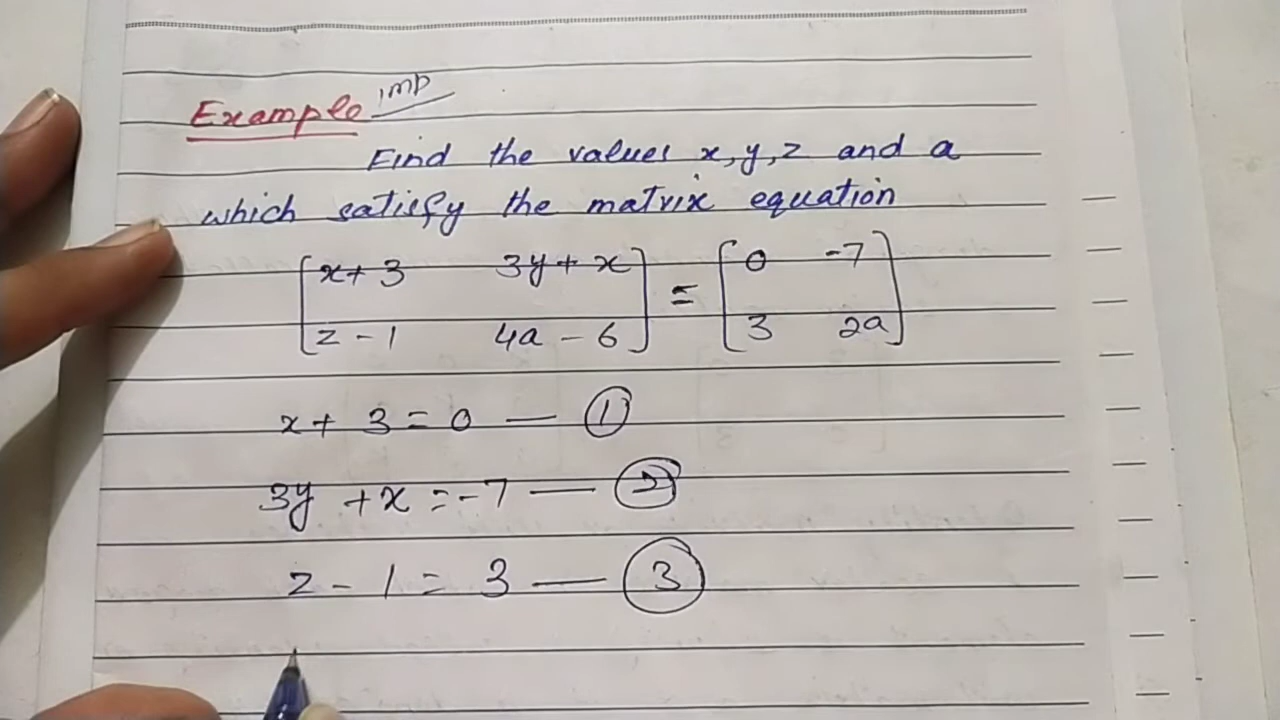 Example imp
Find the values x, y, z and a
which satisfy the matrix equation
[x+3 3y+x] = [0 -7]
[z-1 4a-6] [3 2a]
x+3=0 — ①
3y+x=-7 — ②
z-1=3 — ③